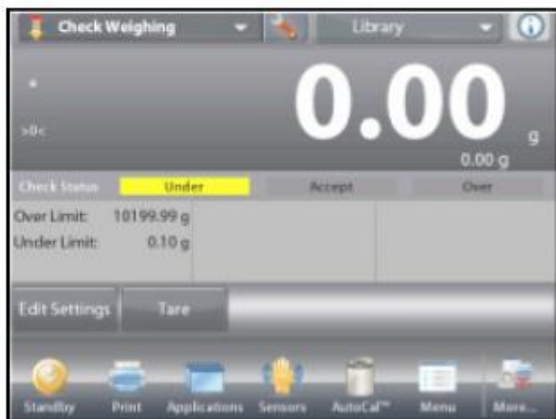 Check Weighing Library
*
0.00 g
>0<
0.00 g
Check Status Under Accept Over
Over Limit: 10199.99 g
Under Limit: 0.10 g
Edit Settings Tare
Standby Print Applications Sensors AutoCal™ Menu More...